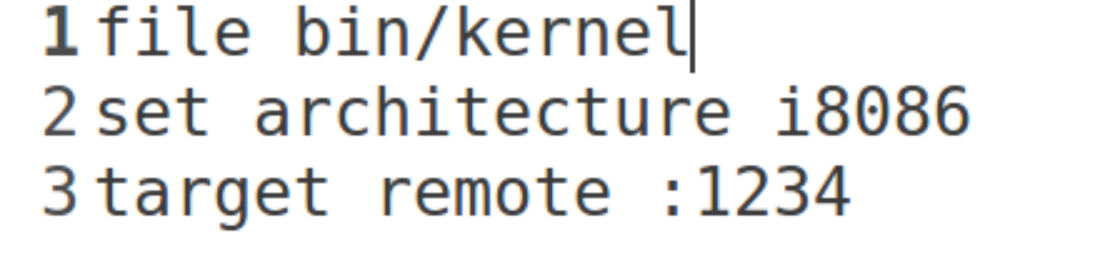 1 file bin/kernel
2 set architecture i8086
3 target remote :1234